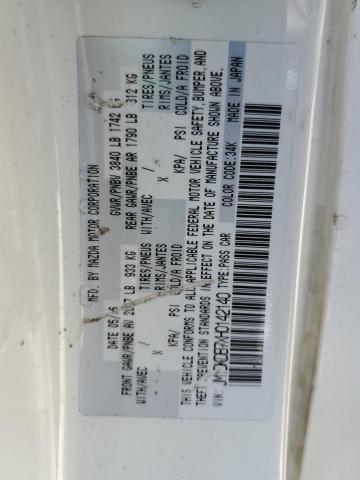 MFD. BY MAZDA MOTOR CORPORATION
DATE 05/ GVWR/PNBV 3840 LB 1742
FRONT GAWR/PNBE AV LB 933 KG REAR GAWR/PNBE AR 1790 LB 312 KG
WITH/AVEC TIRES/PNEUS WITH/AVEC TIRES/PNEUS
X RIMS/JANTES X RIMS/JANTES
KPA/ PSI COLD/A FROID KPA/ PSI COLD/A FROID
THIS VEHICLE CONFORMS TO ALL APPLICABLE FEDERAL MOTOR VEHICLE SAFETY, BUMPER, AND
THEFT PREVENTION STANDARDS IN EFFECT ON THE DATE OF MANUFACTURE SHOWN ABOVE.
VIN: TYPE: PASS CAR COLOR CODE: 34K MADE IN JAPAN